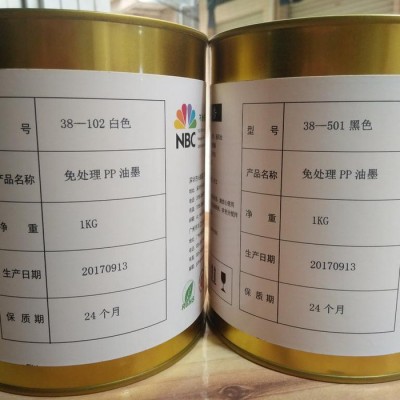 号 38—102 白色
产品名称 免处理 PP 油墨
净 重 1KG
生产日期 20170913
保 质 期 24 个月
NBC
型 号 38—501 黑色
产品名称 免处理 PP 油墨
净 重 1KG
生产日期 20170913
保 质 期 24 个月